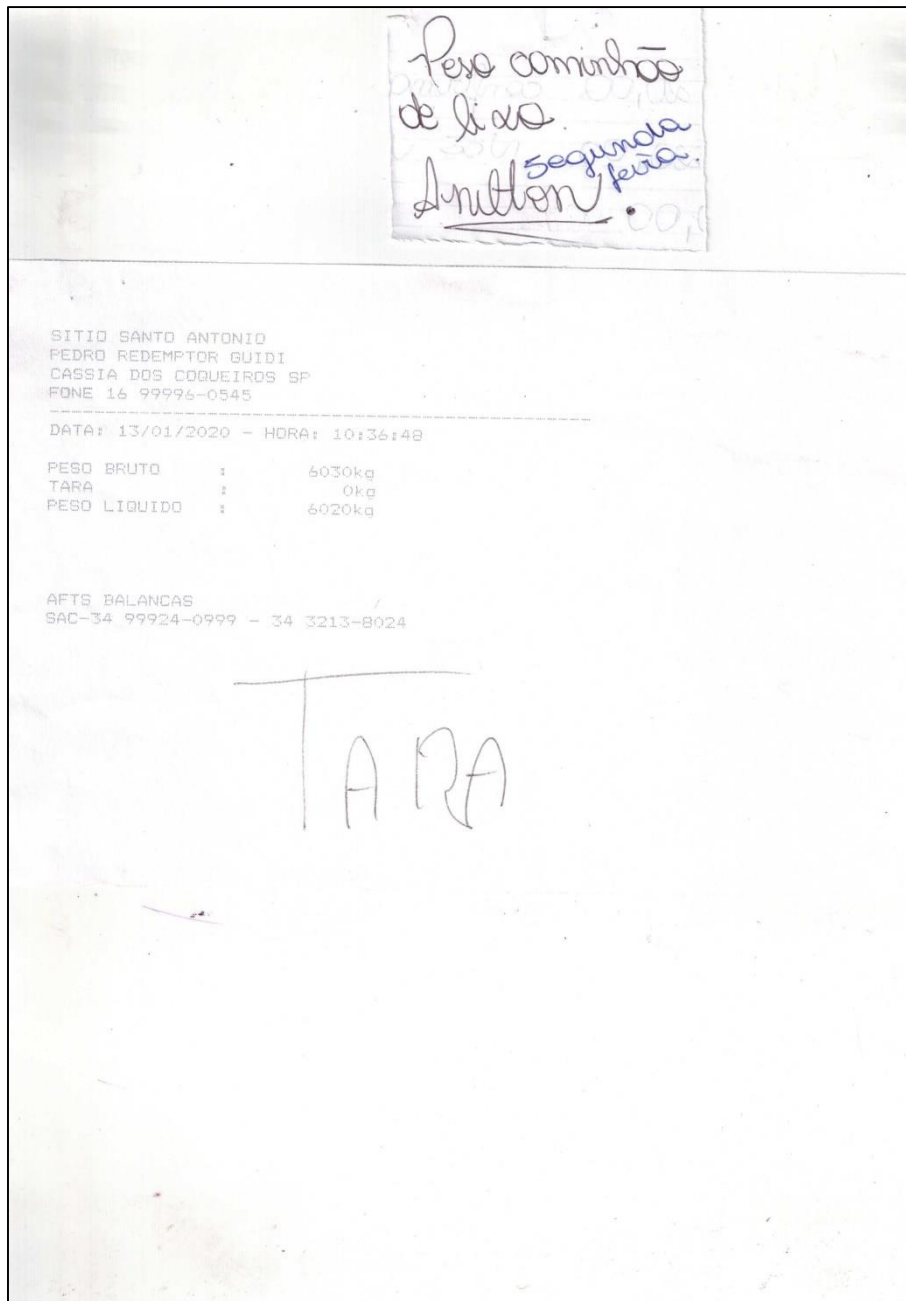 Peso caminhão
de lixo.
Segunda
feira.
Anilton.
SITIO SANTO ANTONIO
PEDRO REDEMPTOR GUIDI
CASSIA DOS COQUEIROS SP
FONE 16 99996-0545
DATA: 13/01/2020 - HORA: 10:36:48
PESO BRUTO : 6030kg
TARA : 0kg
PESO LIQUIDO : 6020kg
AFTS BALANCAS
SAC-34 99924-0999 - 34 3213-8024
TARA